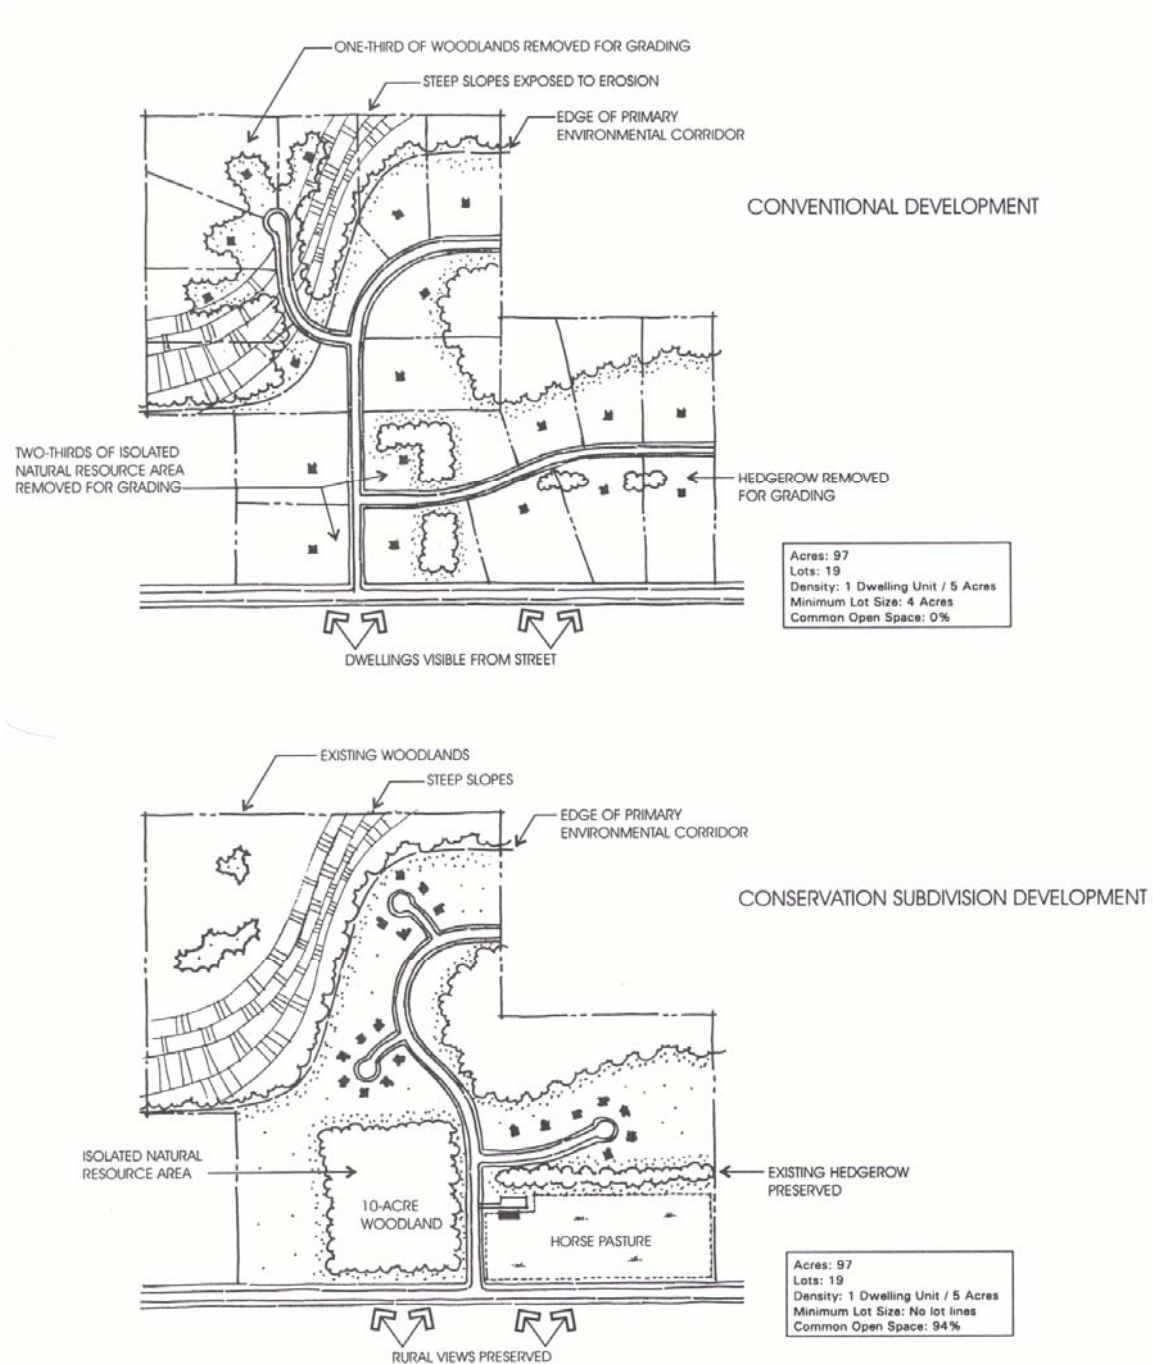 ONE-THIRD OF WOODLANDS REMOVED FOR GRADING
STEEP SLOPES EXPOSED TO EROSION
EDGE OF PRIMARY
ENVIRONMENTAL CORRIDOR
CONVENTIONAL DEVELOPMENT
TWO-THIRDS OF ISOLATED
NATURAL RESOURCE AREA
REMOVED FOR GRADING
HEDGEROW REMOVED
FOR GRADING
Acres: 97
Lots: 19
Density: 1 Dwelling Unit / 5 Acres
Minimum Lot Size: 4 Acres
Common Open Space: 0%
DWELLINGS VISIBLE FROM STREET
EXISTING WOODLANDS
STEEP SLOPES
EDGE OF PRIMARY
ENVIRONMENTAL CORRIDOR
CONSERVATION SUBDIVISION DEVELOPMENT
ISOLATED NATURAL
RESOURCE AREA
10-ACRE
WOODLAND
EXISTING HEDGEROW
PRESERVED
HORSE PASTURE
Acres: 97
Lots: 19
Density: 1 Dwelling Unit / 5 Acres
Minimum Lot Size: No lot lines
Common Open Space: 94%
RURAL VIEWS PRESERVED